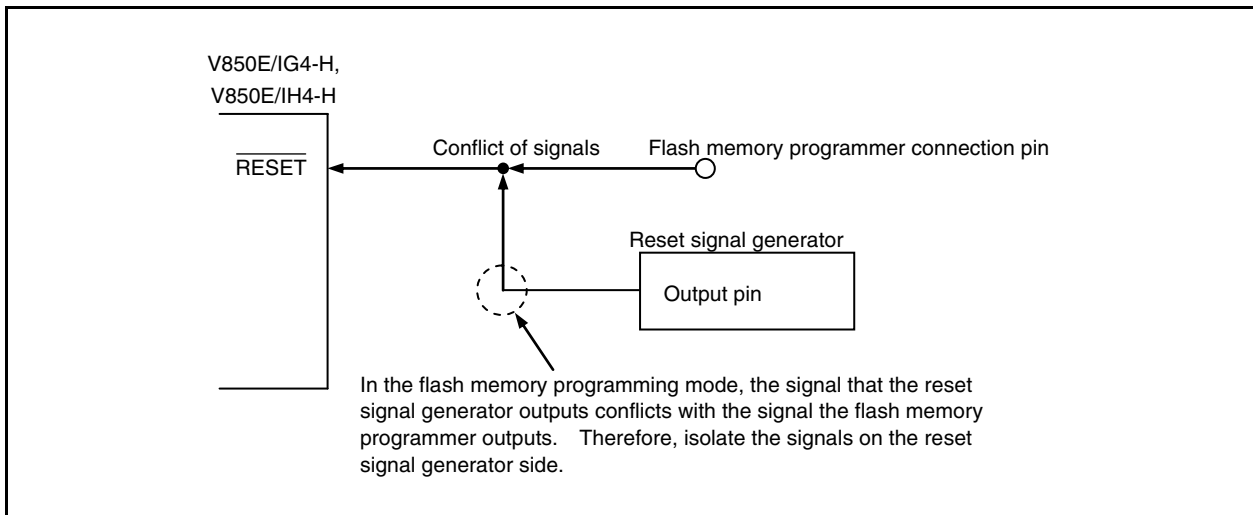 V850E/IG4-H,
V850E/IH4-H
RESET
Conflict of signals
Flash memory programmer connection pin
Reset signal generator
Output pin
In the flash memory programming mode, the signal that the reset
signal generator outputs conflicts with the signal the flash memory
programmer outputs. Therefore, isolate the signals on the reset
signal generator side.